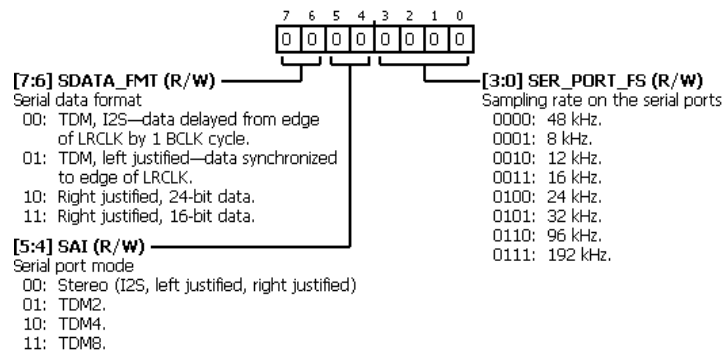 7 6 5 4 3 2 1 0
0 0 0 0 0 0 0 0
[7:6] SDATA_FMT (R/W)
Serial data format
00: TDM, I2S—data delayed from edge
of LRCLK by 1 BCLK cycle.
01: TDM, left justified—data synchronized
to edge of LRCLK.
10: Right justified, 24-bit data.
11: Right justified, 16-bit data.
[5:4] SAI (R/W)
Serial port mode
00: Stereo (I2S, left justified, right justified)
01: TDM2.
10: TDM4.
11: TDM8.
[3:0] SER_PORT_FS (R/W)
Sampling rate on the serial ports
0000: 48 kHz.
0001: 8 kHz.
0010: 12 kHz.
0011: 16 kHz.
0100: 24 kHz.
0101: 32 kHz.
0110: 96 kHz.
0111: 192 kHz.